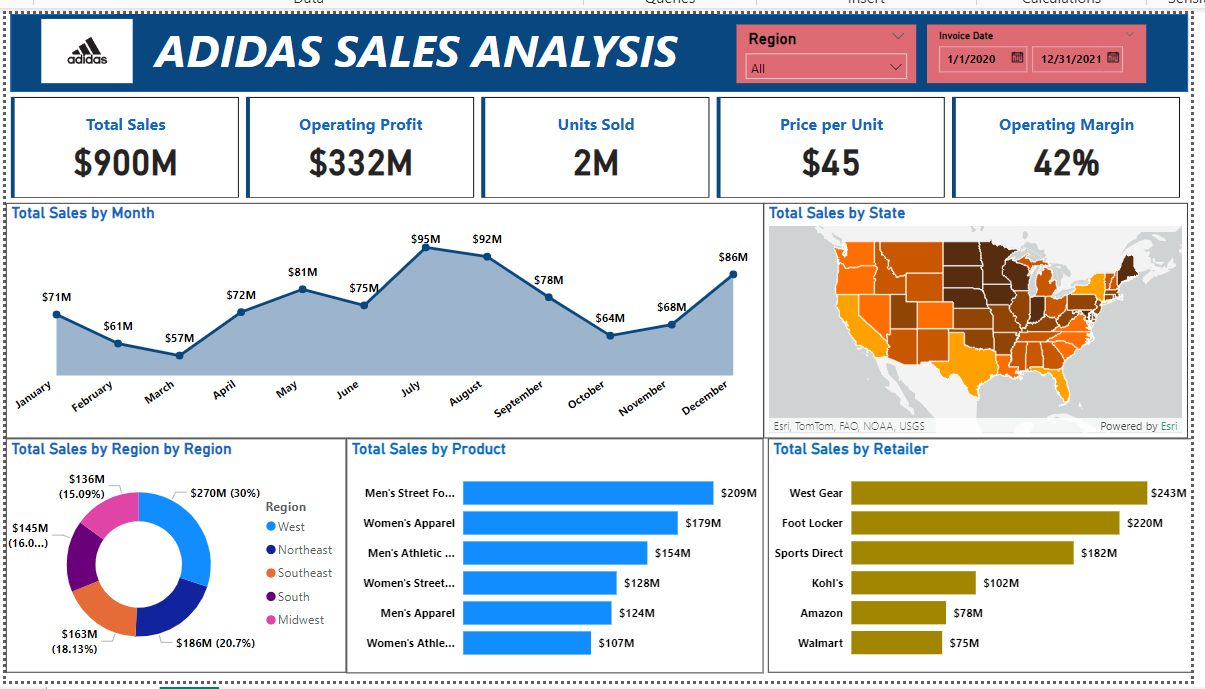 Data Queries Insert Calculations
adidas
ADIDAS SALES ANALYSIS
Region
All
Invoice Date
1/1/2020 12/31/2021
Total Sales
$900M
Operating Profit
$332M
Units Sold
2M
Price per Unit
$45
Operating Margin
42%
Total Sales by Month
$71M
$61M
$57M
$72M
$81M
$75M
$95M
$92M
$78M
$64M
$68M
$86M
January
February
March
April
May
June
July
August
September
October
November
December
Total Sales by State
Esri, TomTom, FAO, NOAA, USGS
Powered by Esri
Total Sales by Region by Region
$136M
(15.09%)
$270M (30%)
$145M
(16.0...)
$163M
(18.13%)
$186M (20.7%)
Region
West
Northeast
Southeast
South
Midwest
Total Sales by Product
Men's Street Fo... $209M
Women's Apparel $179M
Men's Athletic ... $154M
Women's Street... $128M
Men's Apparel $124M
Women's Athle... $107M
Total Sales by Retailer
West Gear $243M
Foot Locker $220M
Sports Direct $182M
Kohl's $102M
Amazon $78M
Walmart $75M